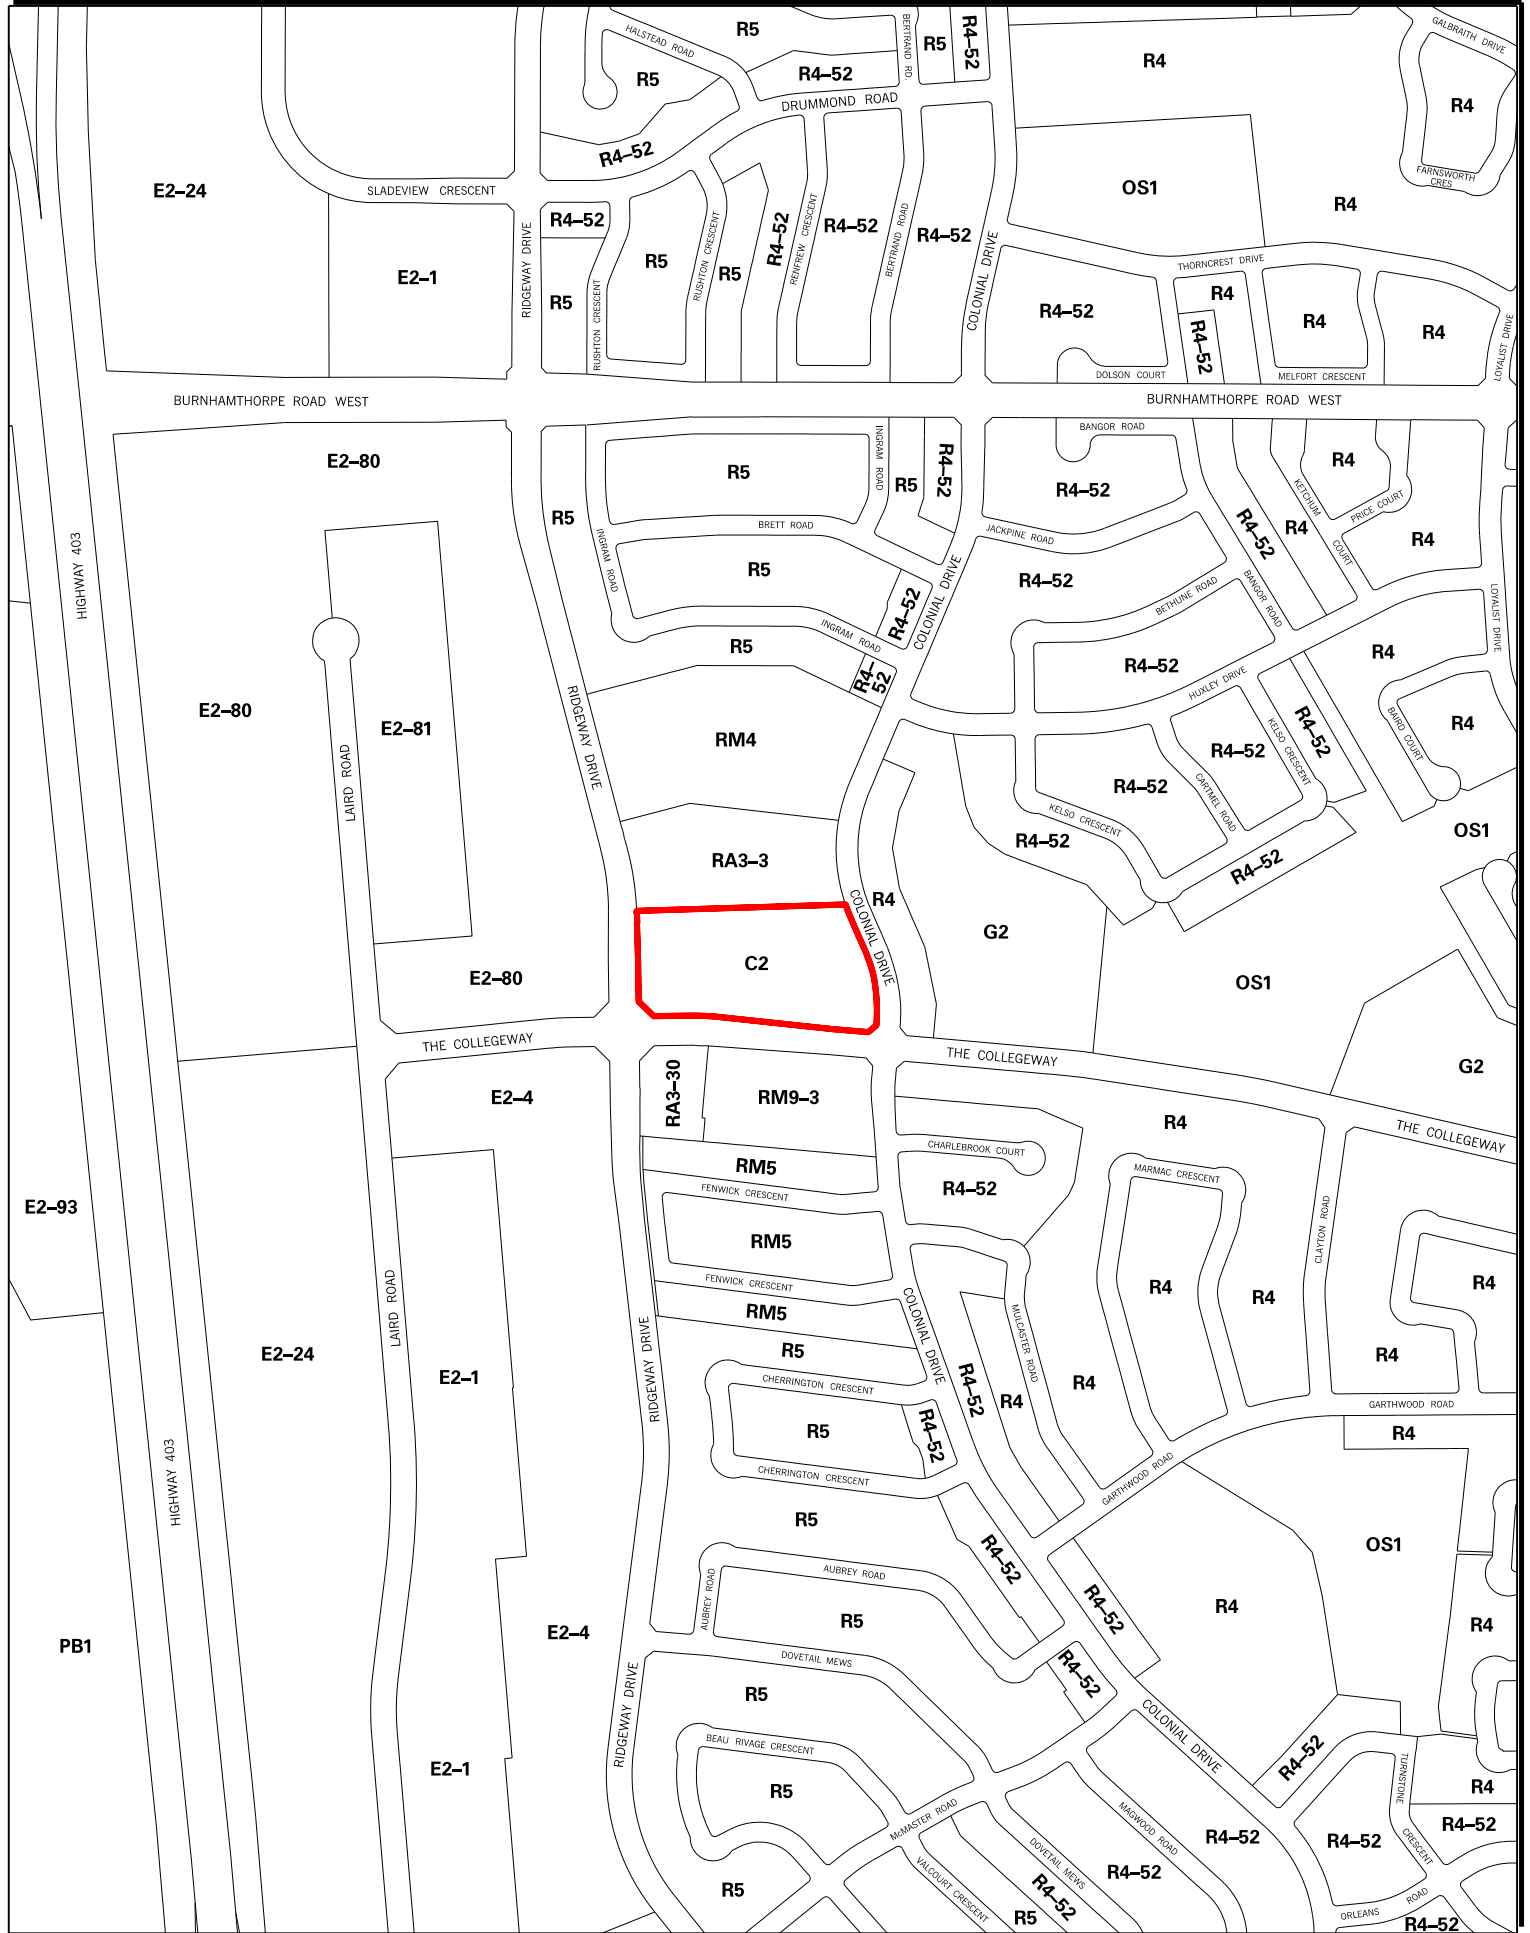 R5
BERTRAND RD.
R5
R4–52
GALBRAITH DRIVE
HALSTEAD ROAD
R5
R4–52
R4
DRUMMOND ROAD
R4
R4–52
FARNSWORTH
CRES
E2–24
SLADEVIEW CRESCENT
OS1
R4
R4–52
RIDGEWAY DRIVE
R5
RUSHTON CRESCENT
R5
RUSHTON CRESCENT
R5
R4–52
RENFREW CRESCENT
R4–52
BERTRAND ROAD
R4–52
COLONIAL DRIVE
THORNCREST DRIVE
E2–1
R4
R4–52
R4–52
R4
R4
LOYALIST DRIVE
DOLSON COURT
MELFORT CRESCENT
BURNHAMTHORPE ROAD WEST
BURNHAMTHORPE ROAD WEST
E2–80
R5
INGRAM ROAD
R5
R4–52
BANGOR ROAD
R4–52
R4
KETCHUM
COURT
PRICE COURT
R5
BRETT ROAD
JACKPINE ROAD
R4–52
R4
R4
HIGHWAY 403
INGRAM ROAD
R5
R4–52
COLONIAL DRIVE
R4–52
BETHUNE ROAD
BANGOR ROAD
LOYALIST DRIVE
INGRAM ROAD
R5
R4–
52
R4–52
HUXLEY DRIVE
R4
E2–80
E2–81
LAIRD ROAD
RIDGEWAY DRIVE
RM4
R4–52
KELSO CRESCENT
R4–52
BAIRD COURT
R4
R4–52
CARTMEL ROAD
KELSO CRESCENT
R4–52
R4–52
OS1
RA3–3
R4
COLONIAL DRIVE
G2
C2
E2–80
OS1
THE COLLEGEWAY
THE COLLEGEWAY
G2
E2–4
RA3–30
RM9–3
R4
THE COLLEGEWAY
CHARLEBROOK COURT
RM5
FENWICK CRESCENT
R4–52
MARMAC CRESCENT
E2–93
CLAYTON ROAD
RM5
FENWICK CRESCENT
RM5
R4
R4
R4
LAIRD ROAD
RIDGEWAY DRIVE
COLONIAL DRIVE
MULCASTER ROAD
E2–24
R5
R4
E2–1
CHERRINGTON CRESCENT
R4–52
R4
R4
GARTHWOOD ROAD
R5
R4–52
R4
HIGHWAY 403
CHERRINGTON CRESCENT
GARTHWOOD ROAD
R5
R4–52
OS1
AUBREY ROAD
AUBREY ROAD
R4–52
R4
R4
PB1
E2–4
R5
DOVETAIL MEWS
R4–52
RIDGEWAY DRIVE
R5
COLONIAL DRIVE
BEAU RIVAGE CRESCENT
R4–52
TURNSTONE
CRESCENT
E2–1
R5
R4
McMASTER ROAD
MAGWOOD ROAD
R4–52
R4–52
R4–52
DOVETAIL MEWS
R4–52
R5
VALCOURT CRESCENT
R4–52
R5
ORLEANS ROAD
R4–52